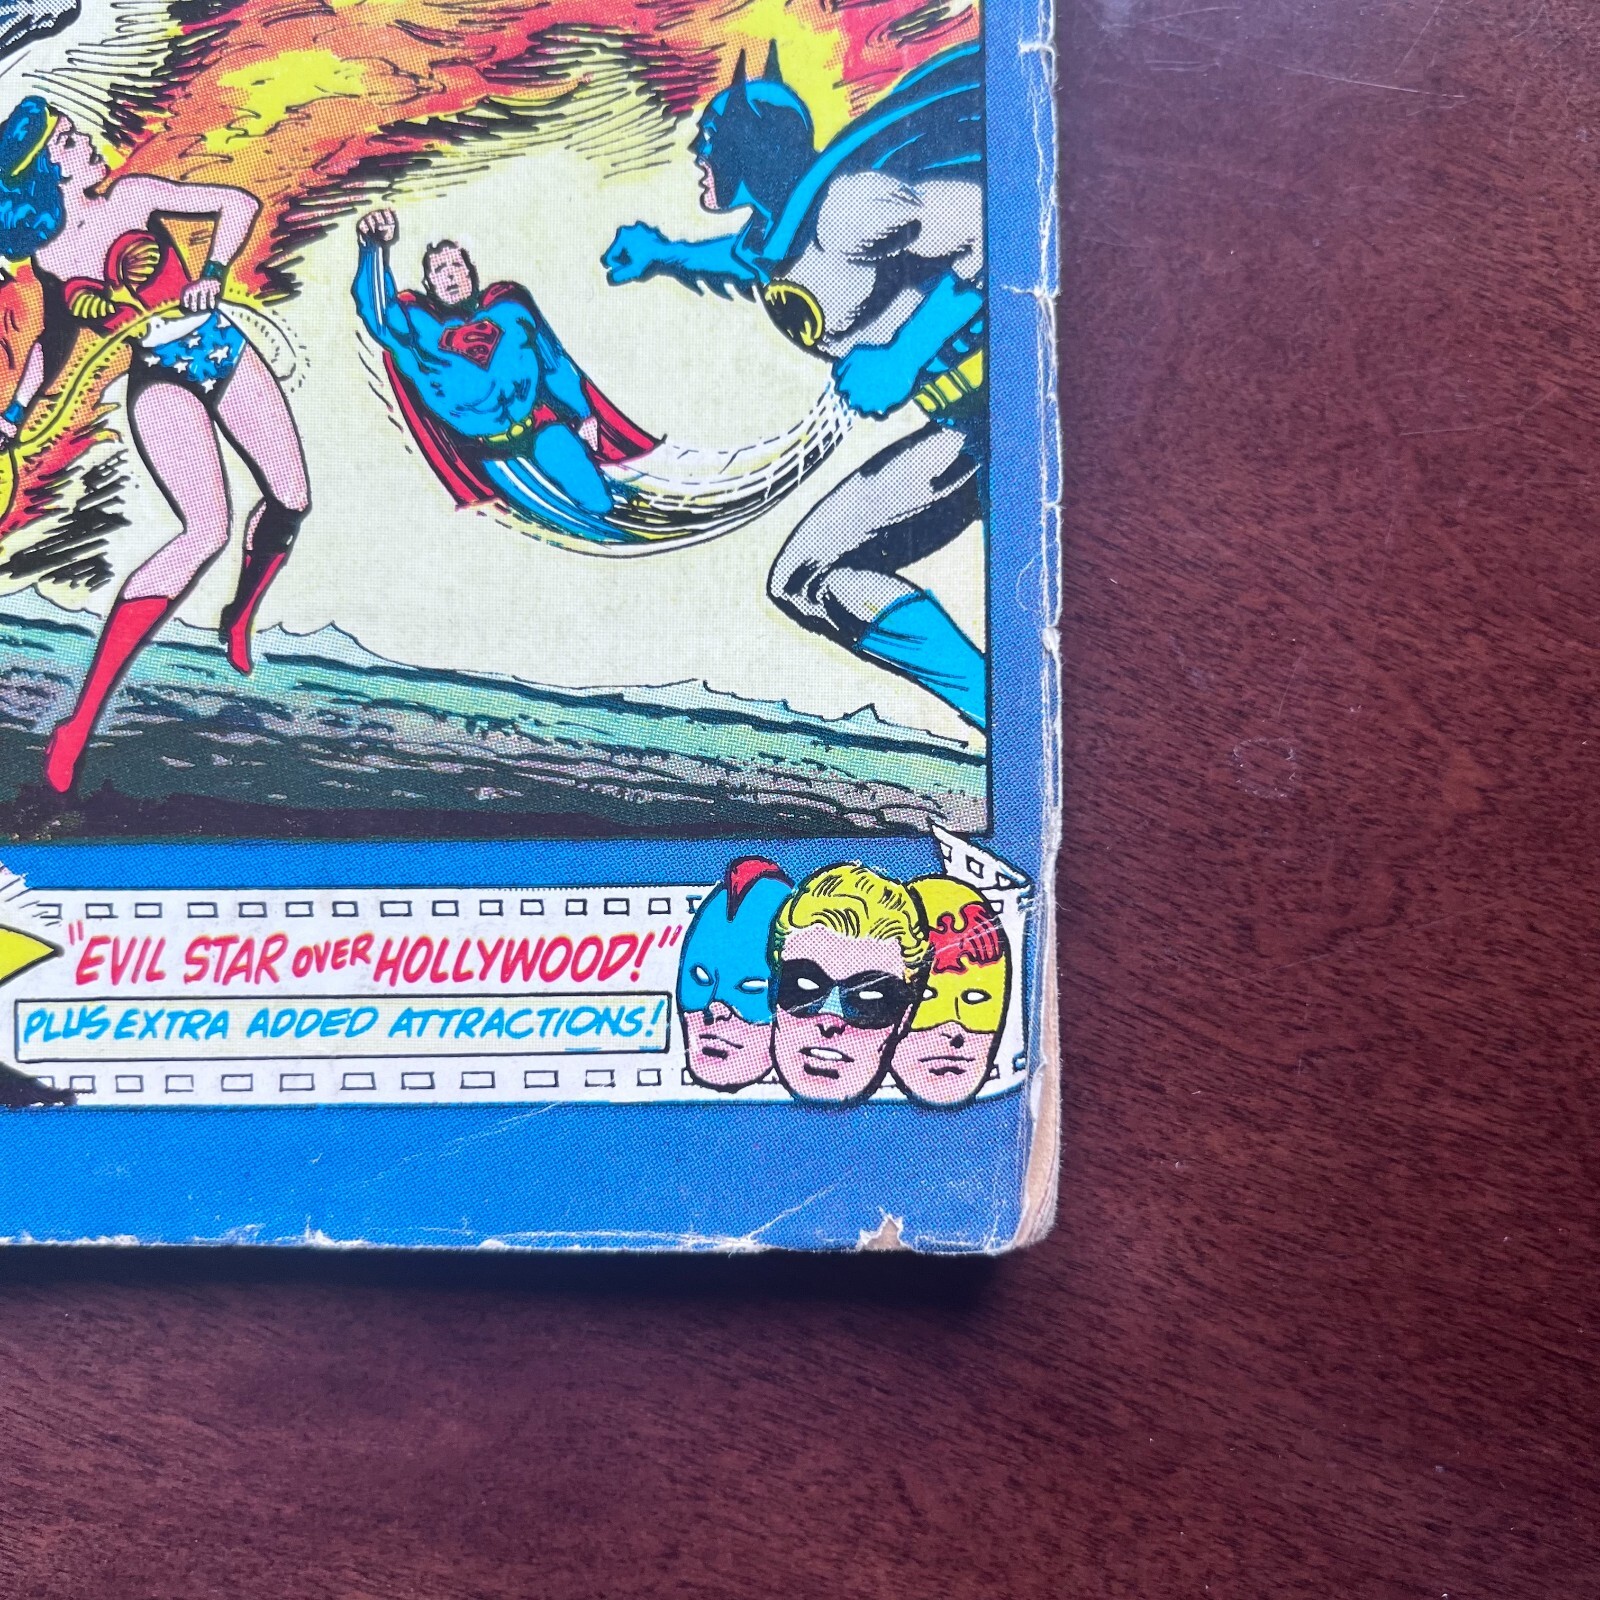 "EVIL STAR OVER HOLLYWOOD!"
PLUS EXTRA ADDED ATTRACTIONS!